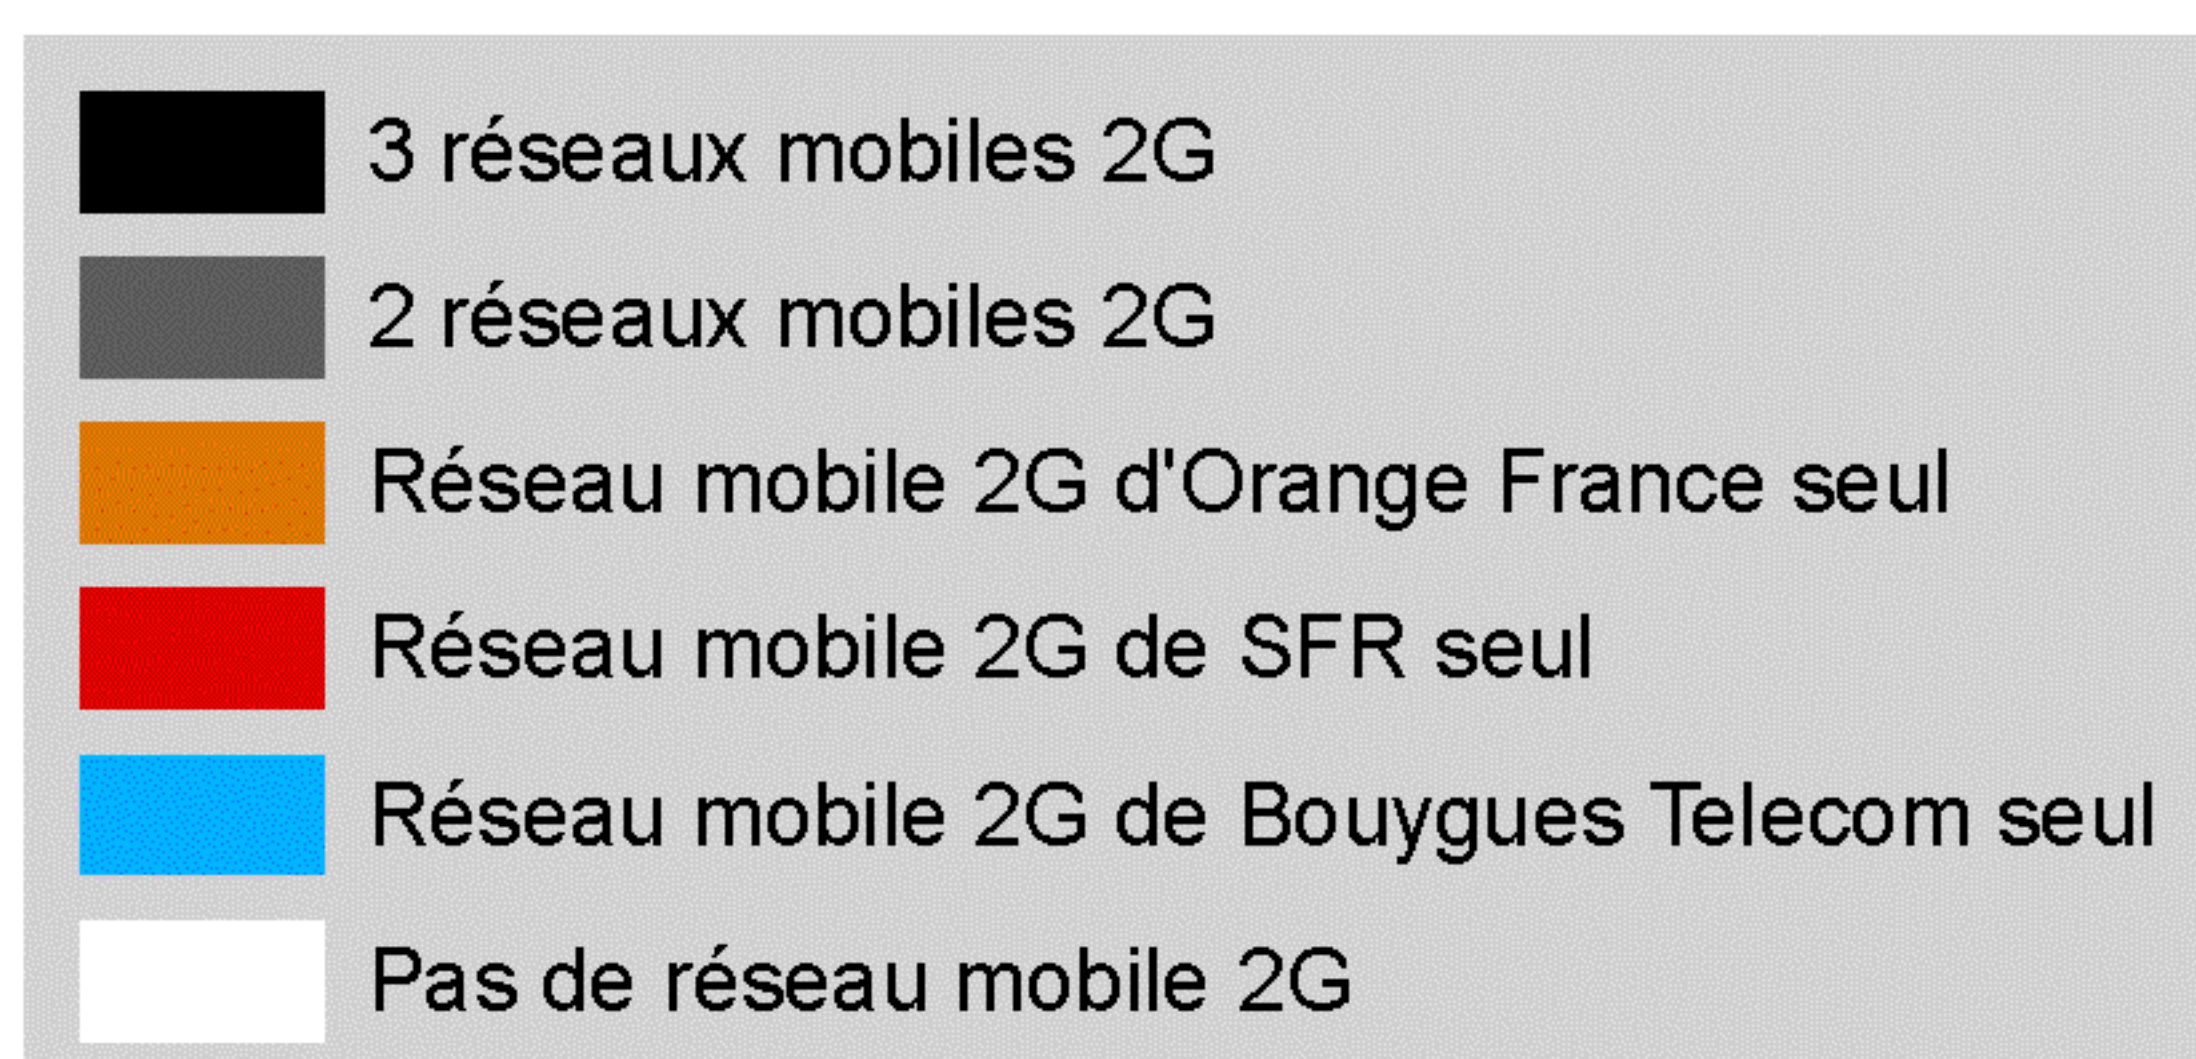 3 réseaux mobiles 2G
2 réseaux mobiles 2G
Réseau mobile 2G d'Orange France seul
Réseau mobile 2G de SFR seul
Réseau mobile 2G de Bouygues Telecom seul
Pas de réseau mobile 2G